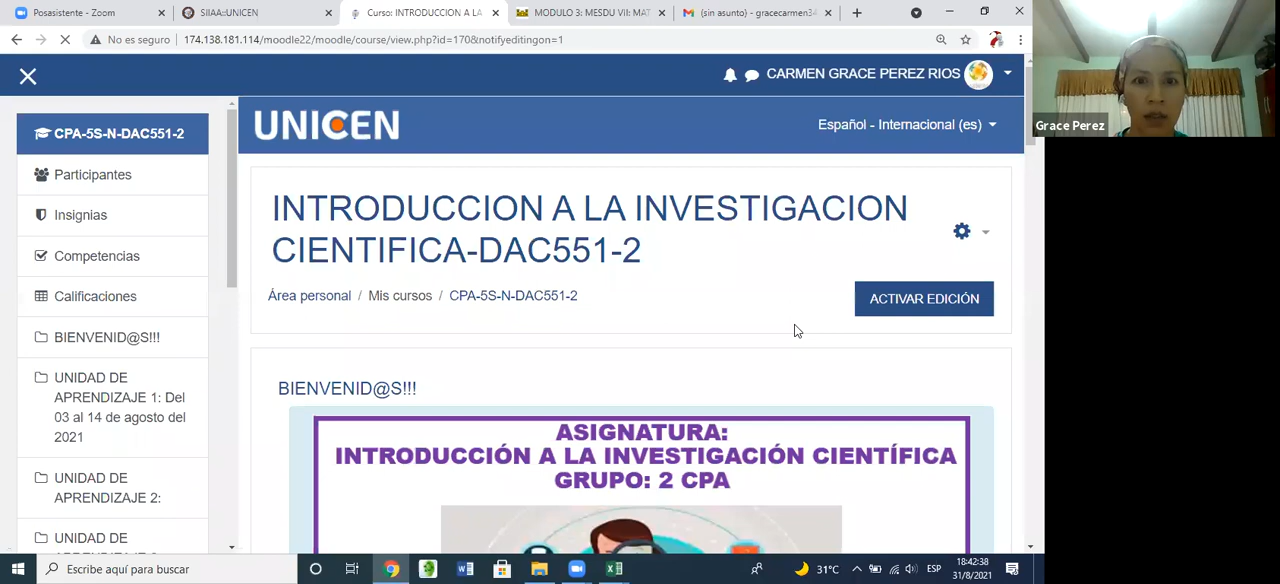 Posasistente - Zoom
SIIAA::UNICEN
Curso: INTRODUCCION A LA
MODULO 3: MESDU VII: MAT
(sin asunto) - gracecarmen34
No es seguro
174.138.181.114/moodle22/moodle/course/view.php?id=170&notifyeditingon=1
CARMEN GRACE PEREZ RIOS
UNICEN
Español - Internacional (es)
CPA-5S-N-DAC551-2
Participantes
Insignias
Competencias
Calificaciones
BIENVENID@S!!!
UNIDAD DE
APRENDIZAJE 1: Del
03 al 14 de agosto del
2021
UNIDAD DE
APRENDIZAJE 2:
UNIDAD DE
INTRODUCCION A LA INVESTIGACION
CIENTIFICA-DAC551-2
Área personal / Mis cursos / CPA-5S-N-DAC551-2
ACTIVAR EDICIÓN
BIENVENID@S!!!
ASIGNATURA:
INTRODUCCIÓN A LA INVESTIGACIÓN CIENTÍFICA
GRUPO: 2 CPA
Grace Perez
Escribe aquí para buscar
31°C
ESP
18:42:38
31/8/2021